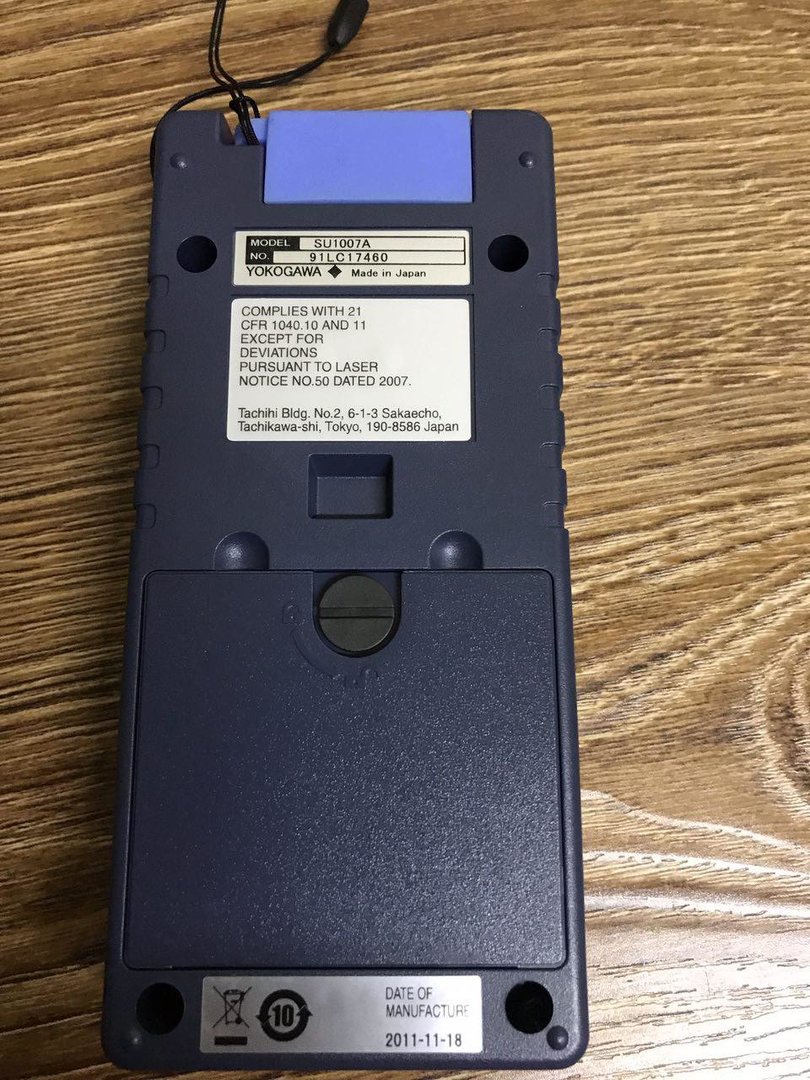 MODEL SU1007A
NO. 91LC17460
YOKOGAWA ◆ Made in Japan
COMPLIES WITH 21
CFR 1040.10 AND 11
EXCEPT FOR
DEVIATIONS
PURSUANT TO LASER
NOTICE NO.50 DATED 2007.
Tachihi Bldg. No.2, 6-1-3 Sakaecho,
Tachikawa-shi, Tokyo, 190-8586 Japan
10
DATE OF
MANUFACTURE
2011-11-18